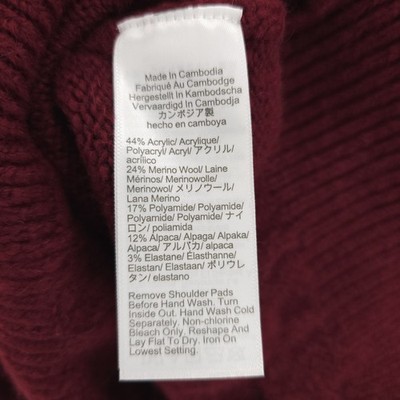 Made In Cambodia
Fabriqué Au Cambodge
Hergestellt In Kambodscha
Vervaardigd In Cambodja
カンボジア製
hecho en camboya
44% Acrylic/ Acrylique/
Polyacryl/ Acryl/ アクリル/
acrílico
24% Merino Wool/ Laine
Mérinos/ Merinowolle/
Merinowol/ メリノウール/
Lana Merino
17% Polyamide/ Polyamide/
Polyamide/ Polyamide/ ナイ
ロン/ poliamida
12% Alpaca/ Alpaga/ Alpaka/
Alpaca/ アルパカ/ alpaca
3% Elastane/ Élasthanne/
Elastan/ Elastaan/ ポリウレ
タン/ elastano
Remove Shoulder Pads
Before Hand Wash. Turn
Inside Out. Hand Wash Cold
Separately. Non-chlorine
Bleach Only. Reshape And
Lay Flat To Dry. Iron On
Lowest Setting.